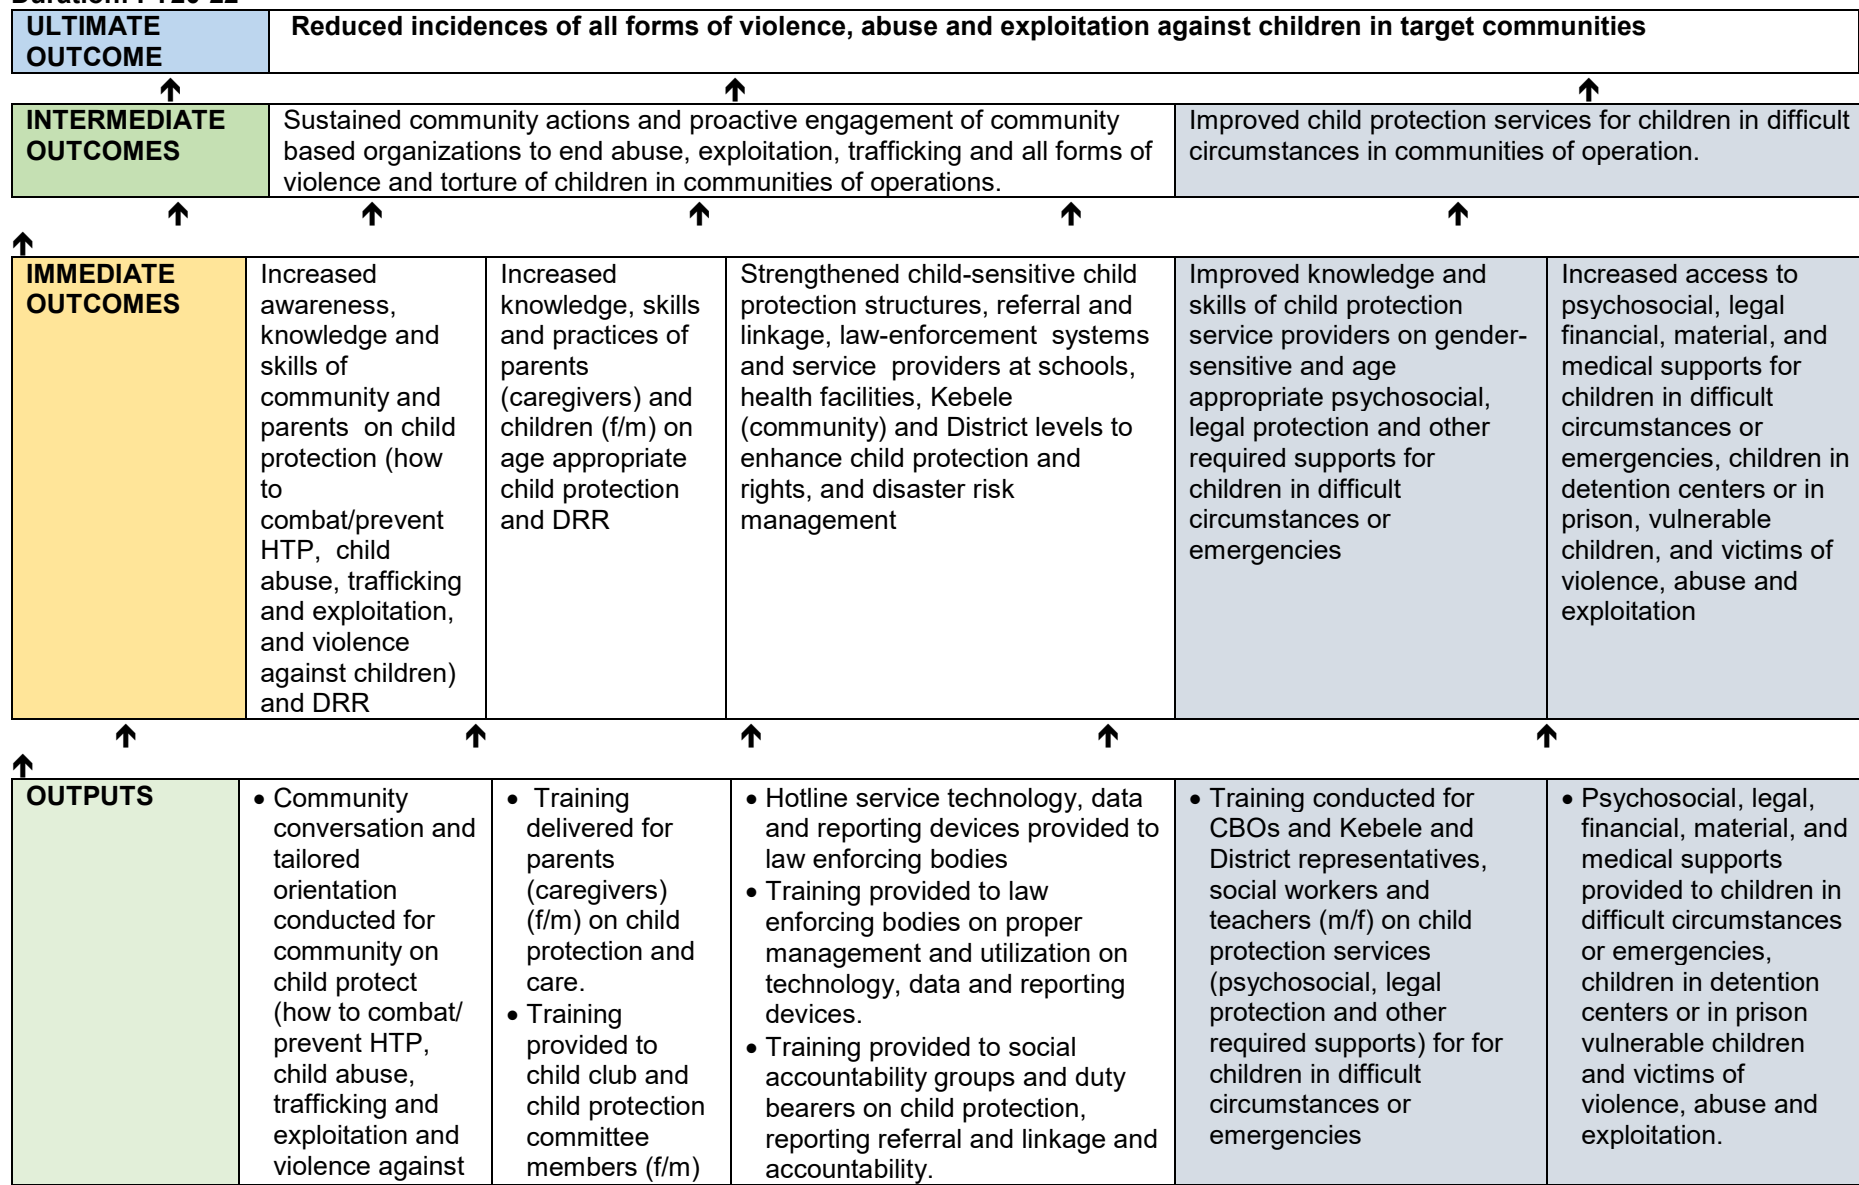 Duration: FY20-22
ULTIMATE
OUTCOME
Reduced incidences of all forms of violence, abuse and exploitation against children in target communities
INTERMEDIATE
OUTCOMES
Sustained community actions and proactive engagement of community
based organizations to end abuse, exploitation, trafficking and all forms of
violence and torture of children in communities of operations.
Improved child protection services for children in difficult
circumstances in communities of operation.
IMMEDIATE
OUTCOMES
Increased
awareness,
knowledge and
skills of
community and
parents on child
protection (how
to
combat/prevent
HTP, child
abuse, trafficking
and exploitation,
and violence
against children)
and DRR
Increased
knowledge, skills
and practices of
parents
(caregivers) and
children (f/m) on
age appropriate
child protection
and DRR
Strengthened child-sensitive child
protection structures, referral and
linkage, law-enforcement systems
and service providers at schools,
health facilities, Kebele
(community) and District levels to
enhance child protection and
rights, and disaster risk
management
Improved knowledge and
skills of child protection
service providers on gender-
sensitive and age
appropriate psychosocial,
legal protection and other
required supports for
children in difficult
circumstances or
emergencies
Increased access to
psychosocial, legal
financial, material, and
medical supports for
children in difficult
circumstances or
emergencies, children in
detention centers or in
prison, vulnerable
children, and victims of
violence, abuse and
exploitation
OUTPUTS
• Community
conversation and
tailored
orientation
conducted for
community on
child protect
(how to combat/
prevent HTP,
child abuse,
trafficking and
exploitation and
violence against
• Training
delivered for
parents
(caregivers)
(f/m) on child
protection and
care.
• Training
provided to
child club and
child protection
committee
members (f/m)
• Hotline service technology, data
and reporting devices provided to
law enforcing bodies
• Training provided to law
enforcing bodies on proper
management and utilization on
technology, data and reporting
devices.
• Training provided to social
accountability groups and duty
bearers on child protection,
reporting referral and linkage and
accountability.
• Training conducted for
CBOs and Kebele and
District representatives,
social workers and
teachers (m/f) on child
protection services
(psychosocial, legal
protection and other
required supports) for for
children in difficult
circumstances or
emergencies
• Psychosocial, legal,
financial, material, and
medical supports
provided to children in
difficult circumstances
or emergencies,
children in detention
centers or in prison
vulnerable children
and victims of
violence, abuse and
exploitation.